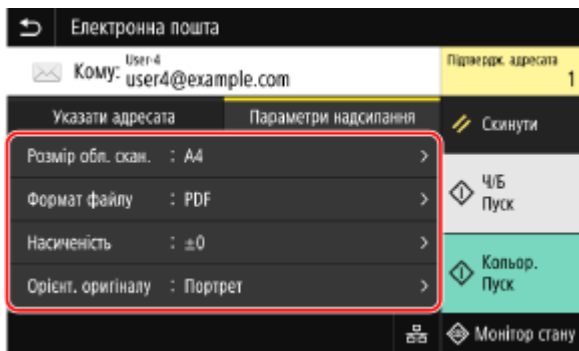 Електронна пошта
Кому: User-4
user4@example.com
Підтвердж. адресата
1
Указати адресата
Параметри надсилання
Скинути
Розмір обл. скан. : A4
Формат файлу : PDF
Насиченість : ±0
Орієнт. оригіналу : Портрет
Ч/Б
Пуск
Кольор.
Пуск
Монітор стану